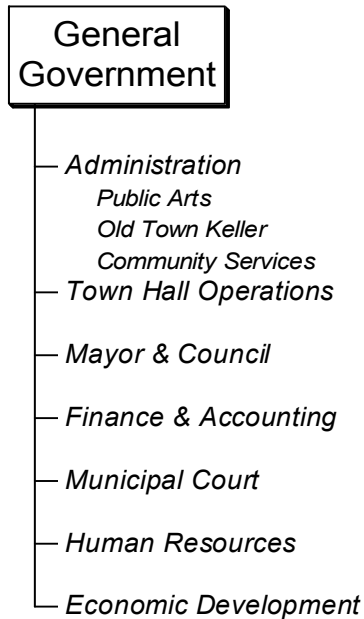 General
Government
Administration
Public Arts
Old Town Keller
Community Services
Town Hall Operations
Mayor & Council
Finance & Accounting
Municipal Court
Human Resources
Economic Development